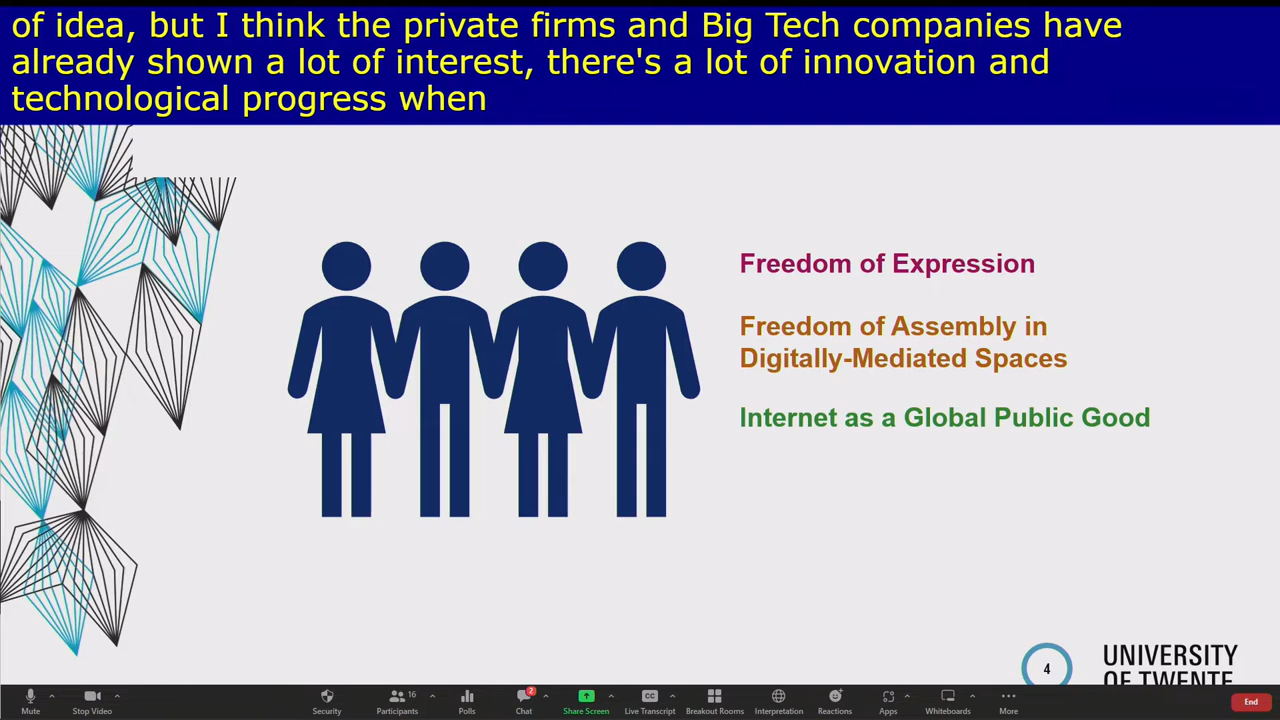 of idea, but I think the private firms and Big Tech companies have
already shown a lot of interest, there's a lot of innovation and
technological progress when
Freedom of Expression
Freedom of Assembly in
Digitally-Mediated Spaces
Internet as a Global Public Good
4
UNIVERSITY
OF TWENTE
16
2
CC
Mute
Stop Video
Security
Participants
Polls
Chat
Share Screen
Live Transcript
Breakout Rooms
Interpretation
Reactions
Apps
Whiteboards
More
End